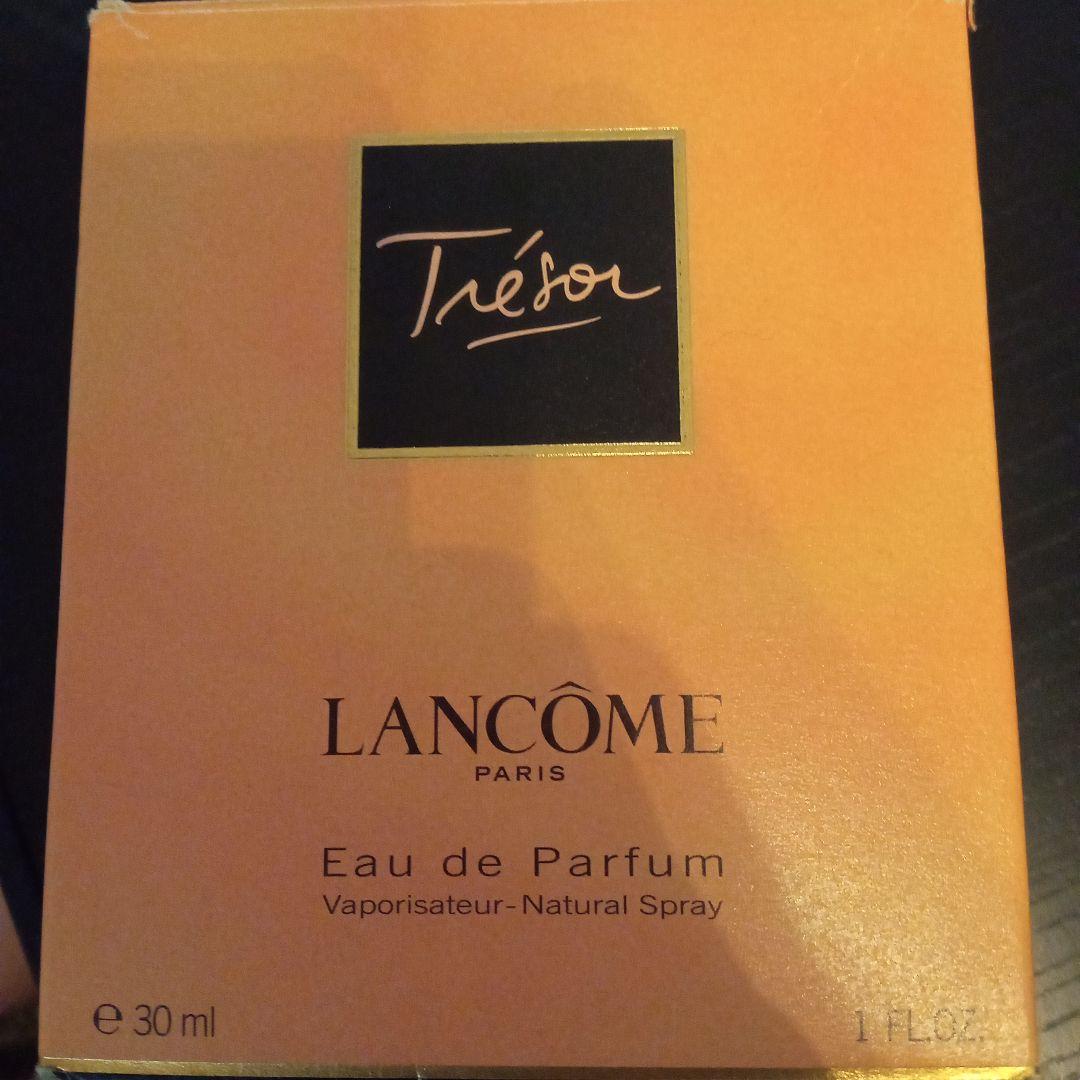 Trésor
LANCÔME
PARIS
Eau de Parfum
Vaporisateur-Natural Spray
e 30 ml
1 FL.OZ.